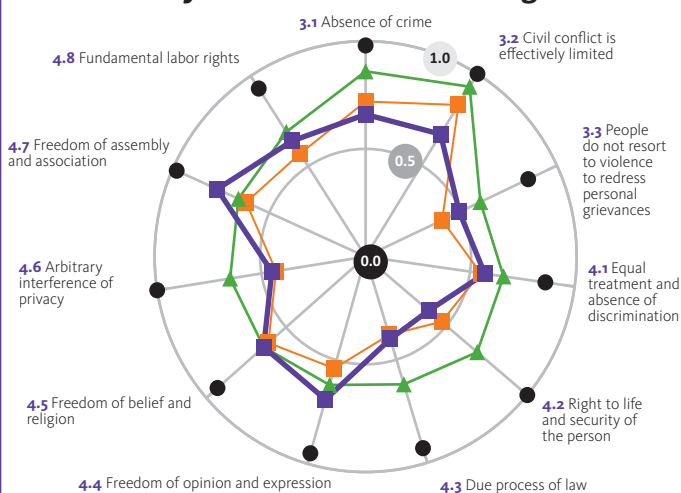 3.1 Absence of crime
3.2 Civil conflict is
effectively limited
1.0
4.8 Fundamental labor rights
3.3 People
do not resort
to violence
to redress
personal
grievances
4.7 Freedom of assembly
and association
0.5
0.0
4.6 Arbitrary
interference of
privacy
4.1 Equal
treatment and
absence of
discrimination
4.5 Freedom of belief and
religion
4.2 Right to life
and security of
the person
4.4 Freedom of opinion and expression
4.3 Due process of law